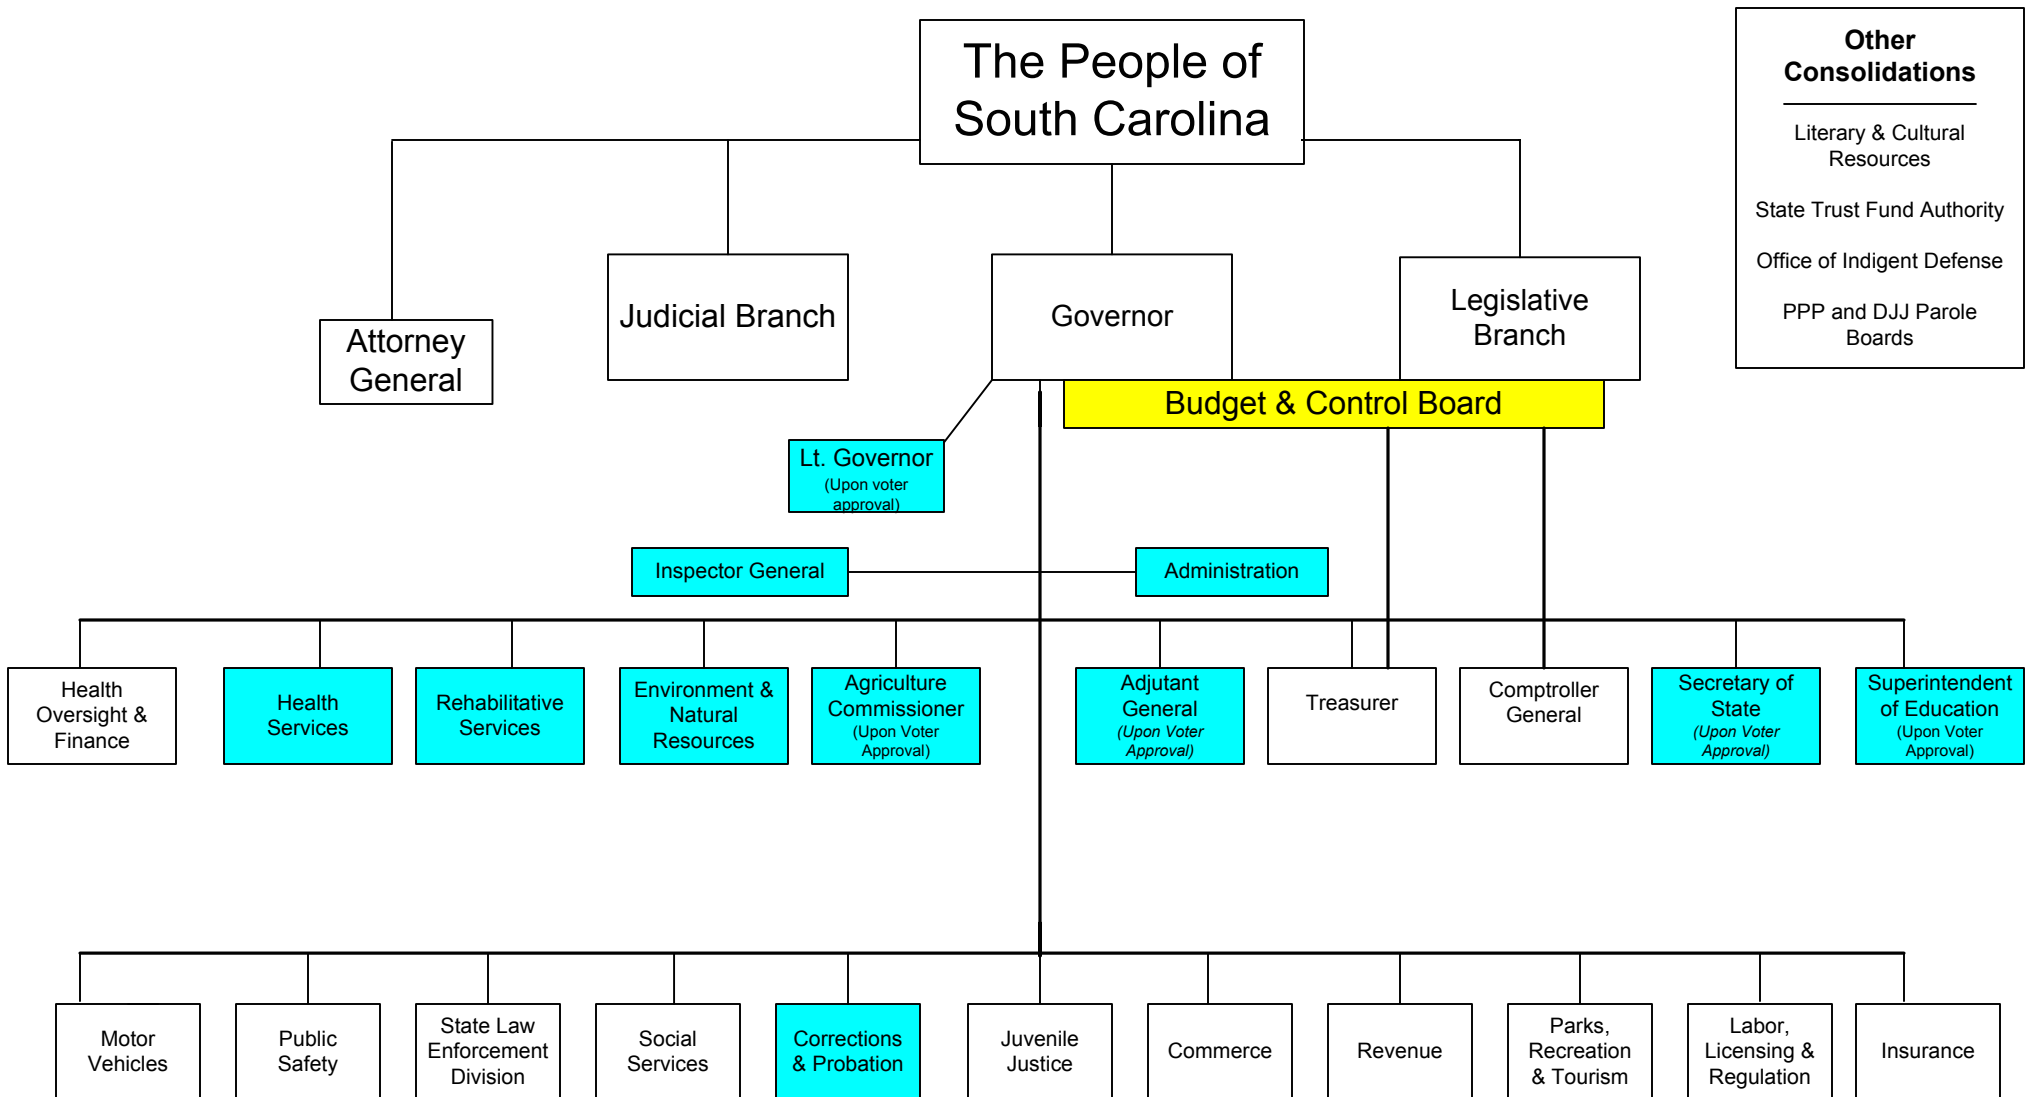 The People of
South Carolina
Other
Consolidations
Literary & Cultural
Resources
State Trust Fund Authority
Office of Indigent Defense
PPP and DJJ Parole
Boards
Attorney
General
Judicial Branch
Governor
Legislative
Branch
Budget & Control Board
Lt. Governor
(Upon voter
approval)
Inspector General
Administration
Health
Oversight &
Finance
Health
Services
Rehabilitative
Services
Environment &
Natural
Resources
Agriculture
Commissioner
(Upon Voter
Approval)
Adjutant
General
(Upon Voter
Approval)
Treasurer
Comptroller
General
Secretary of
State
(Upon Voter
Approval)
Superintendent
of Education
(Upon Voter
Approval)
Motor
Vehicles
Public
Safety
State Law
Enforcement
Division
Social
Services
Corrections
& Probation
Juvenile
Justice
Commerce
Revenue
Parks,
Recreation
& Tourism
Labor,
Licensing &
Regulation
Insurance